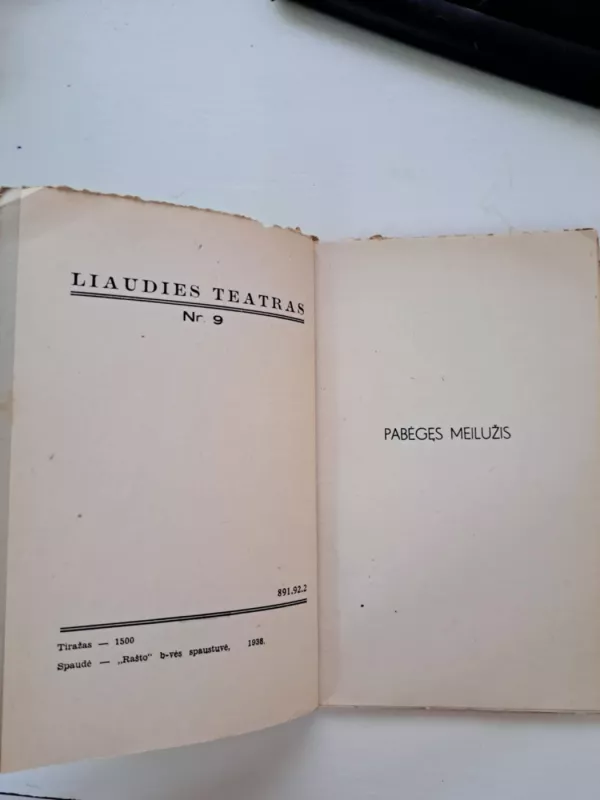 LIAUDIES TEATRAS
Nr. 9
891.92.2
Tiražas — 1500
Spaudė — „Rašto" b-vės spaustuvė, 1938.
PABĖGĘS MEILUŽIS